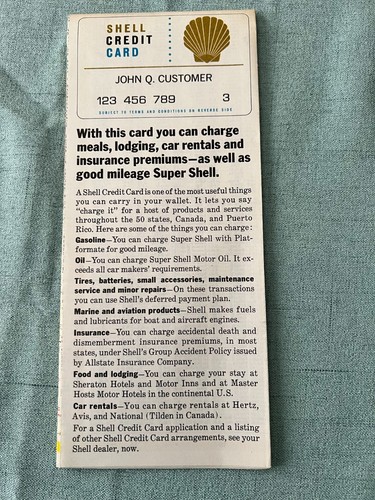 SHELL
CREDIT
CARD
JOHN Q. CUSTOMER
123 456 789 3
SUBJECT TO TERMS AND CONDITIONS ON REVERSE SIDE
With this card you can charge
meals, lodging, car rentals and
insurance premiums—as well as
good mileage Super Shell.
A Shell Credit Card is one of the most useful things
you can carry in your wallet. It lets you say
"charge it" for a host of products and services
throughout the 50 states, Canada, and Puerto
Rico. Here are some of the things you can charge:
Gasoline—You can charge Super Shell with Plat-
formate for good mileage.
Oil—You can charge Super Shell Motor Oil. It ex-
ceeds all car makers' requirements.
Tires, batteries, small accessories, maintenance
service and minor repairs—On these transactions
you can use Shell's deferred payment plan.
Marine and aviation products—Shell makes fuels
and lubricants for boat and aircraft engines.
Insurance—You can charge accidental death and
dismemberment insurance premiums, in most
states, under Shell's Group Accident Policy issued
by Allstate Insurance Company.
Food and lodging—You can charge your stay at
Sheraton Hotels and Motor Inns and at Master
Hosts Motor Hotels in the continental U.S.
Car rentals—You can charge rentals at Hertz,
Avis, and National (Tilden in Canada).
For a Shell Credit Card application and a listing
of other Shell Credit Card arrangements, see your
Shell dealer, now.